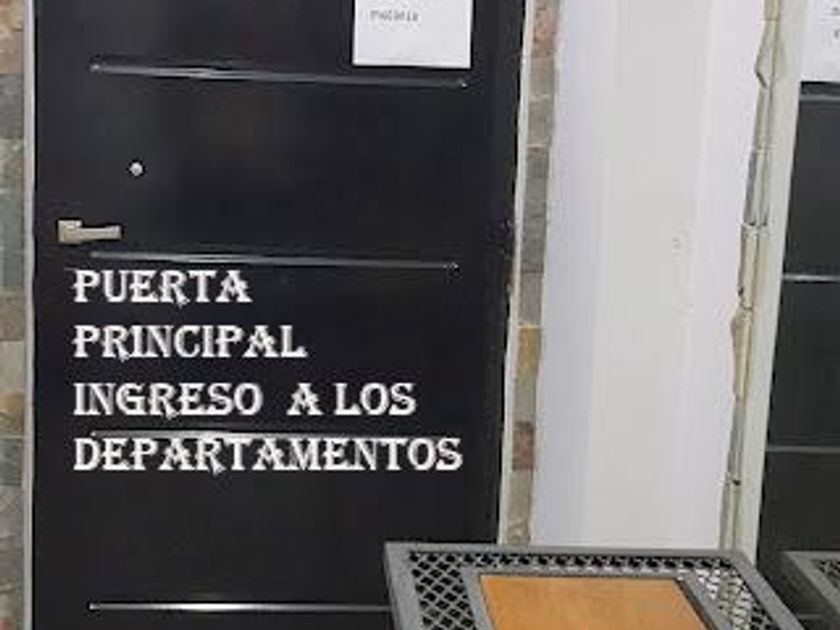 PUERTA
PRINCIPAL
INGRESO A LOS
DEPARTAMENTOS